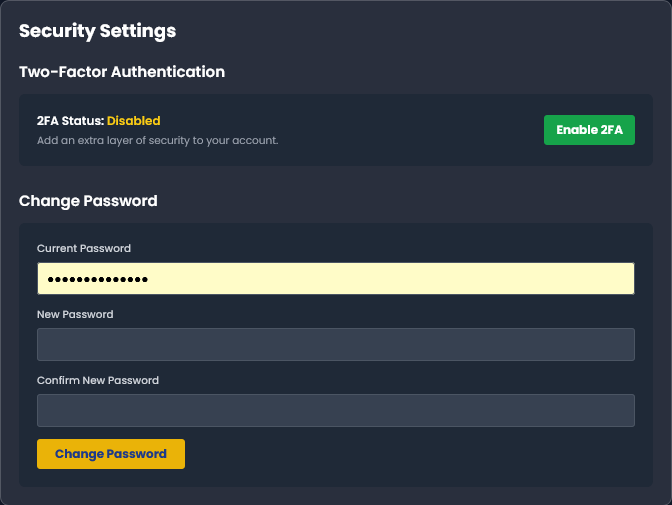 Security Settings
Two-Factor Authentication
2FA Status: Disabled
Add an extra layer of security to your account.
Enable 2FA
Change Password
Current Password
••••••••••••••
New Password
Confirm New Password
Change Password